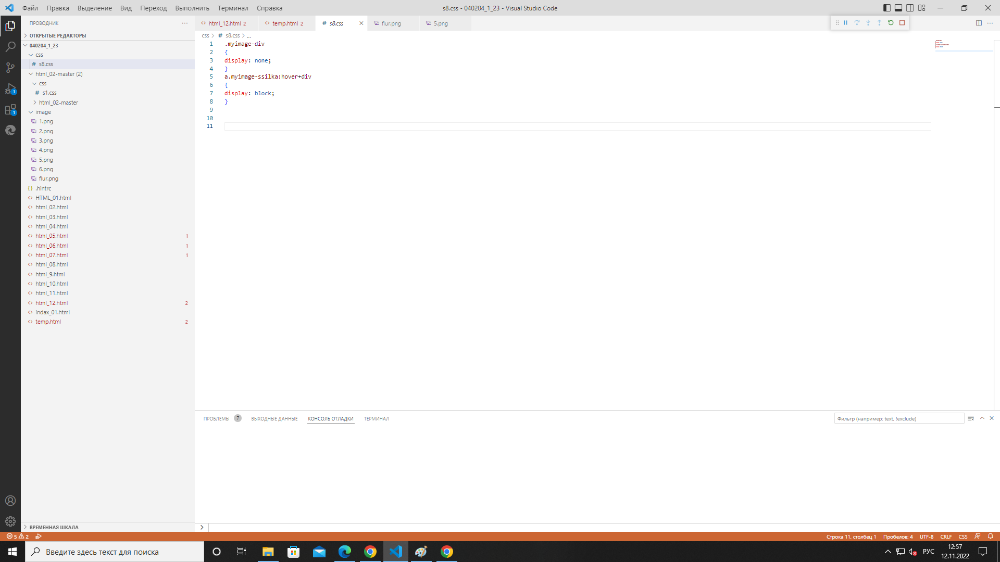 Файл Правка Выделение Вид Переход Выполнить Терминал Справка
s8.css - 040204_1_23 - Visual Studio Code
ПРОВОДНИК
ОТКРЫТЫЕ РЕДАКТОРЫ
040204_1_23
css
s8.css
html_02-master (2)
css
s1.css
html_02-master
image
1.png
2.png
3.png
4.png
5.png
6.png
flur.png
.hintrc
HTML_01.html
html_02.html
html_03.html
html_04.html
html_05.html 1
html_06.html 1
html_07.html 1
html_08.html
html_9.html
html_10.html
html_11.html
html_12.html 2
indax_01.html
temp.html 2
ВРЕМЕННАЯ ШКАЛА
1
1
html_12.html 2 temp.html 2 s8.css flur.png 5.png
css > # s8.css > ...
1 .myimage-div
2 {
3 display: none;
4 }
5 a.myimage-ssilka:hover+div
6 {
7 display: block;
8 }
9
10
11
ПРОБЛЕМЫ 7 ВЫХОДНЫЕ ДАННЫЕ КОНСОЛЬ ОТЛАДКИ ТЕРМИНАЛ
Фильтр (например: text, !exclude)
5 2
Строка 11, столбец 1 Пробелов: 4 UTF-8 CRLF CSS
Введите здесь текст для поиска
РУС
12:57
12.11.2022